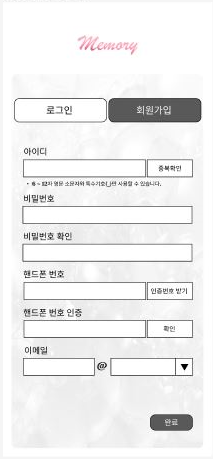 Memory
로그인 회원가입
아이디
중복확인
• 6 ~ 12자 영문 소문자와 특수기호(_)만 사용할 수 있습니다.
비밀번호
비밀번호 확인
핸드폰 번호
인증번호 받기
핸드폰 번호 인증
확인
이메일
@ ▼
완료